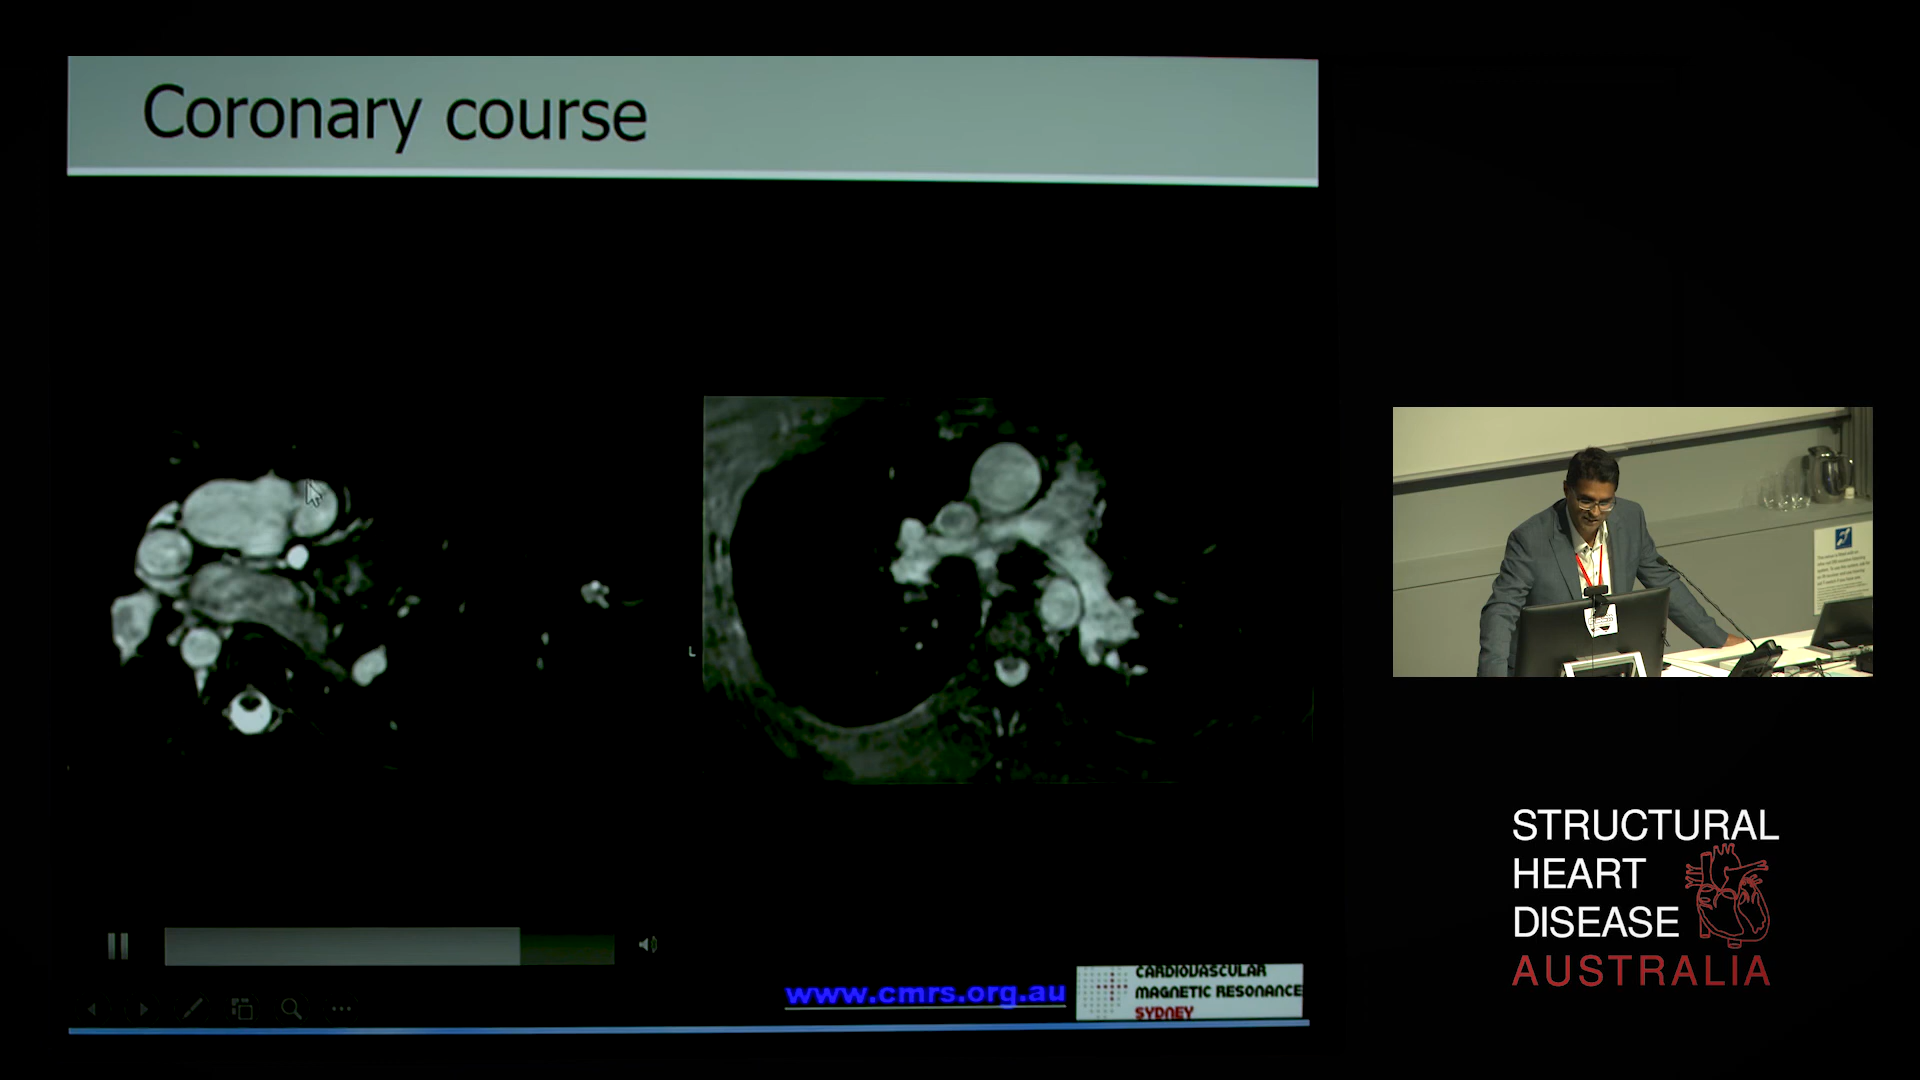 Coronary course
L
www.cmrs.org.au
CARDIOVASCULAR
MAGNETIC RESONANCE
SYDNEY
STRUCTURAL
HEART
DISEASE
AUSTRALIA